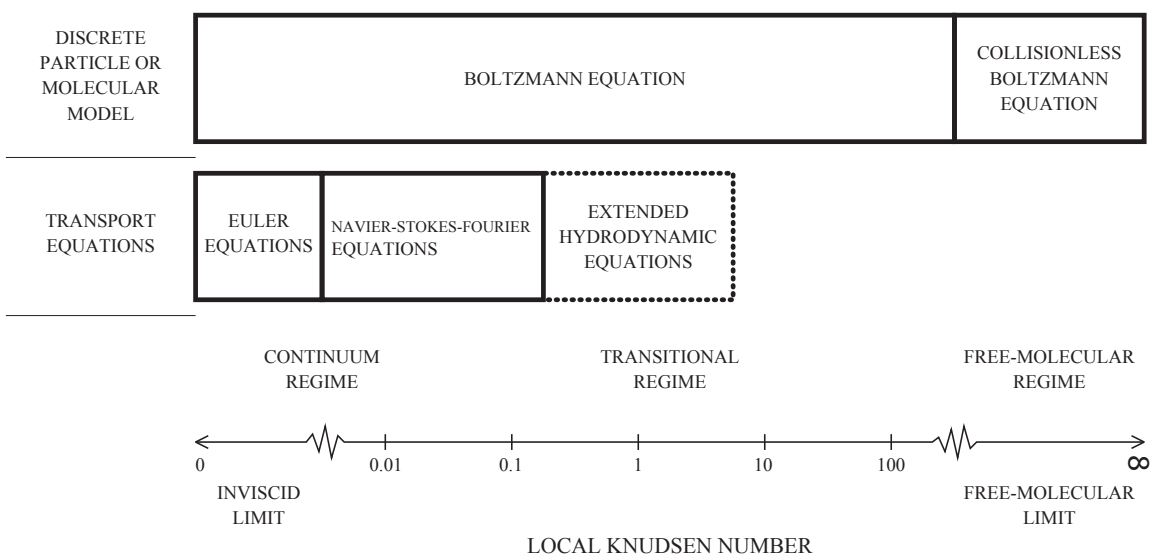 DISCRETE
PARTICLE OR
MOLECULAR
MODEL
BOLTZMANN EQUATION
COLLISIONLESS
BOLTZMANN
EQUATION
TRANSPORT
EQUATIONS
EULER
EQUATIONS
NAVIER-STOKES-FOURIER
EQUATIONS
EXTENDED
HYDRODYNAMIC
EQUATIONS
CONTINUUM
REGIME
TRANSITIONAL
REGIME
FREE-MOLECULAR
REGIME
0
0.01
0.1
1
10
100
∞
INVISCID
LIMIT
FREE-MOLECULAR
LIMIT
LOCAL KNUDSEN NUMBER